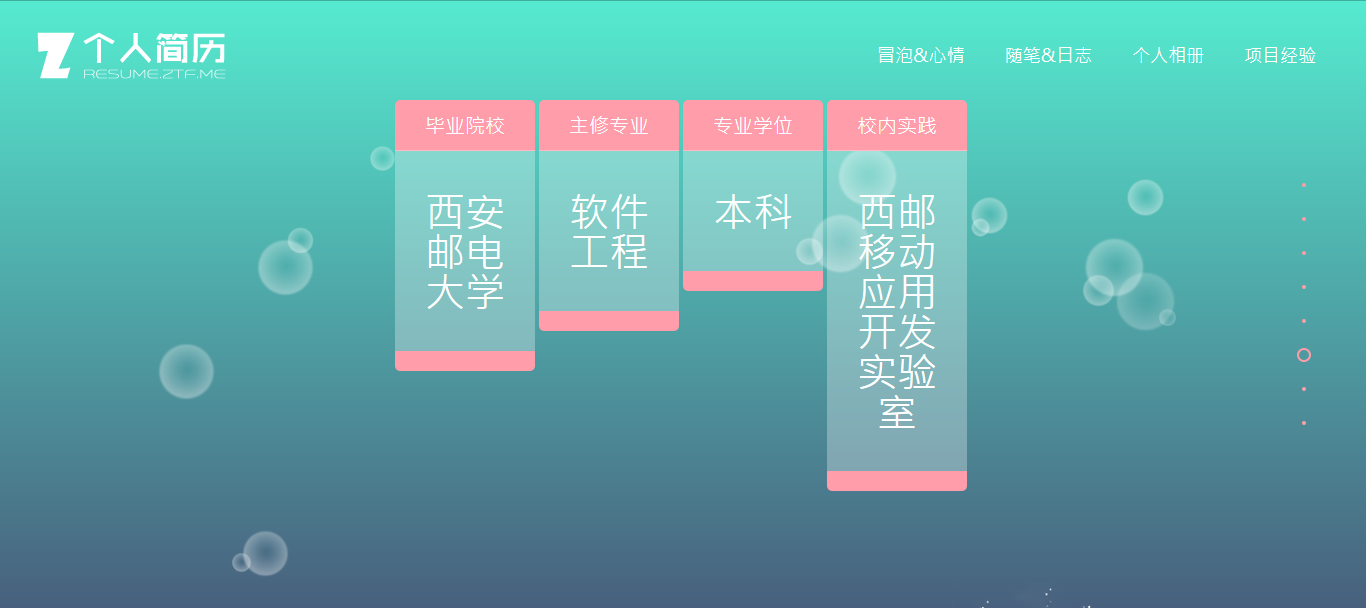 个人简历
RESUME.ZTF.ME
冒泡&心情
随笔&日志
个人相册
项目经验
毕业院校
西安
邮电
大学
主修专业
软件
工程
专业学位
本科
校内实践
西邮
移动
应用
开发
实验
室